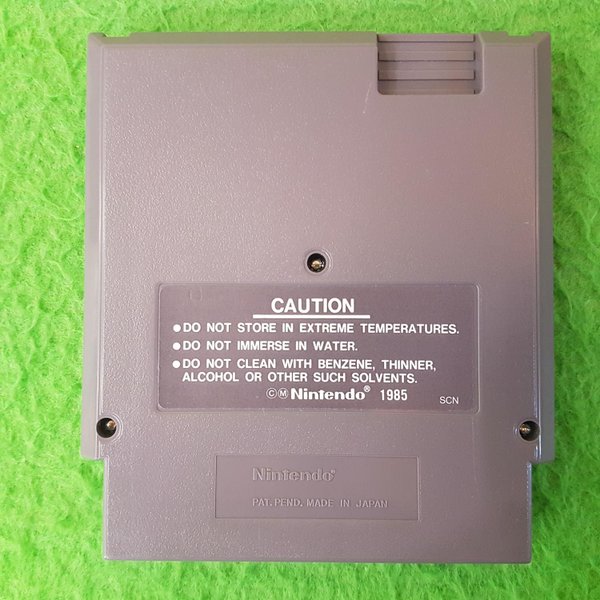 CAUTION
●DO NOT STORE IN EXTREME TEMPERATURES.
●DO NOT IMMERSE IN WATER.
●DO NOT CLEAN WITH BENZENE, THINNER,
ALCOHOL OR OTHER SUCH SOLVENTS.
©Ⓜ Nintendo® 1985 SCN
Nintendo®
PAT. PEND. MADE IN JAPAN